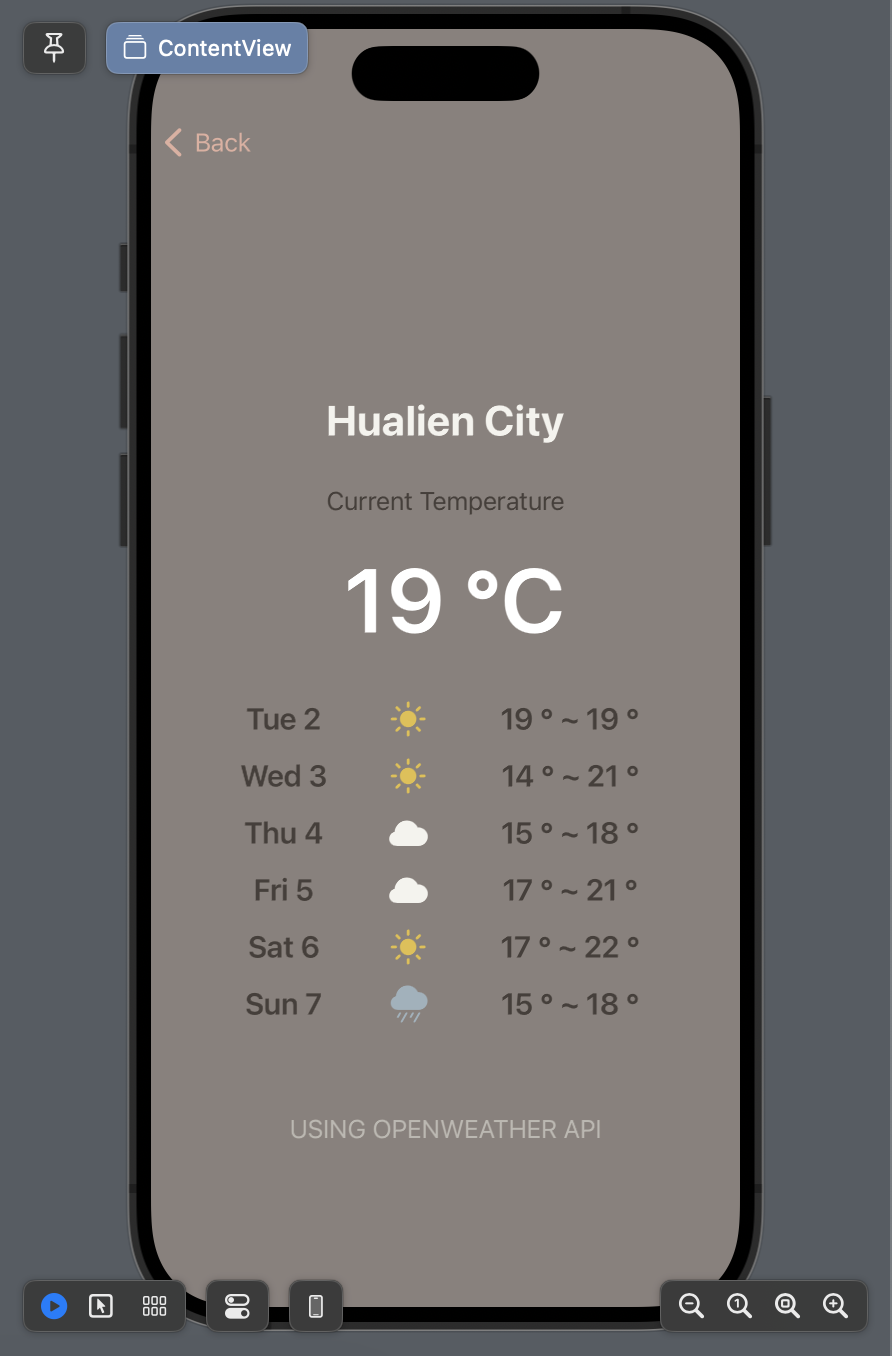 ContentView
Back
Hualien City
Current Temperature
19 °C
Tue 2 19 ° ~ 19 °
Wed 3 14 ° ~ 21 °
Thu 4 15 ° ~ 18 °
Fri 5 17 ° ~ 21 °
Sat 6 17 ° ~ 22 °
Sun 7 15 ° ~ 18 °
USING OPENWEATHER API